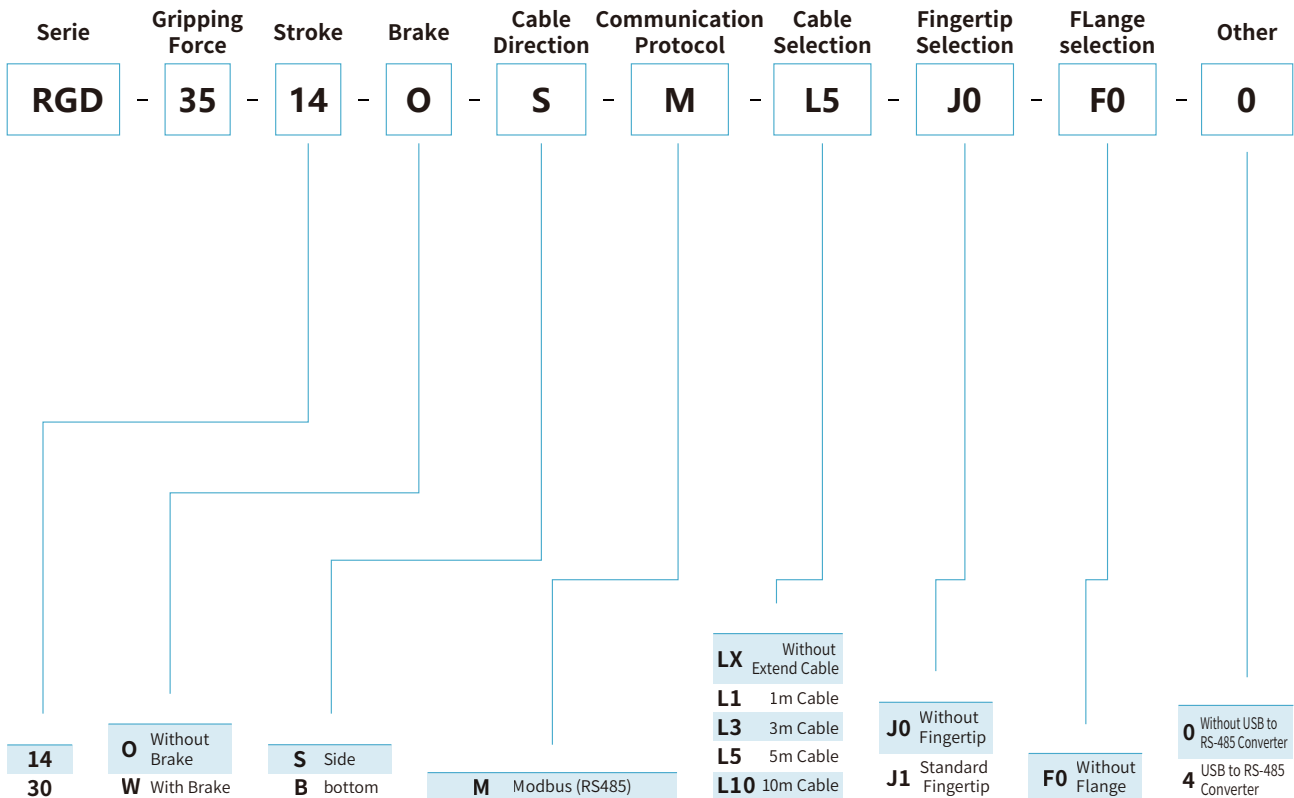 Serie
Gripping
Force
Stroke
Brake
Cable
Direction
Communication
Protocol
Cable
Selection
Fingertip
Selection
FLange
selection
Other
RGD - 35 - 14 - O - S - M - L5 - J0 - F0 - 0
14
30
O Without
Brake
W With Brake
S Side
B bottom
M Modbus (RS485)
LX Without
Extend Cable
L1 1m Cable
L3 3m Cable
L5 5m Cable
L10 10m Cable
J0 Without
Fingertip
J1 Standard
Fingertip
F0 Without
Flange
0 Without USB to
RS-485 Converter
4 USB to RS-485
Converter